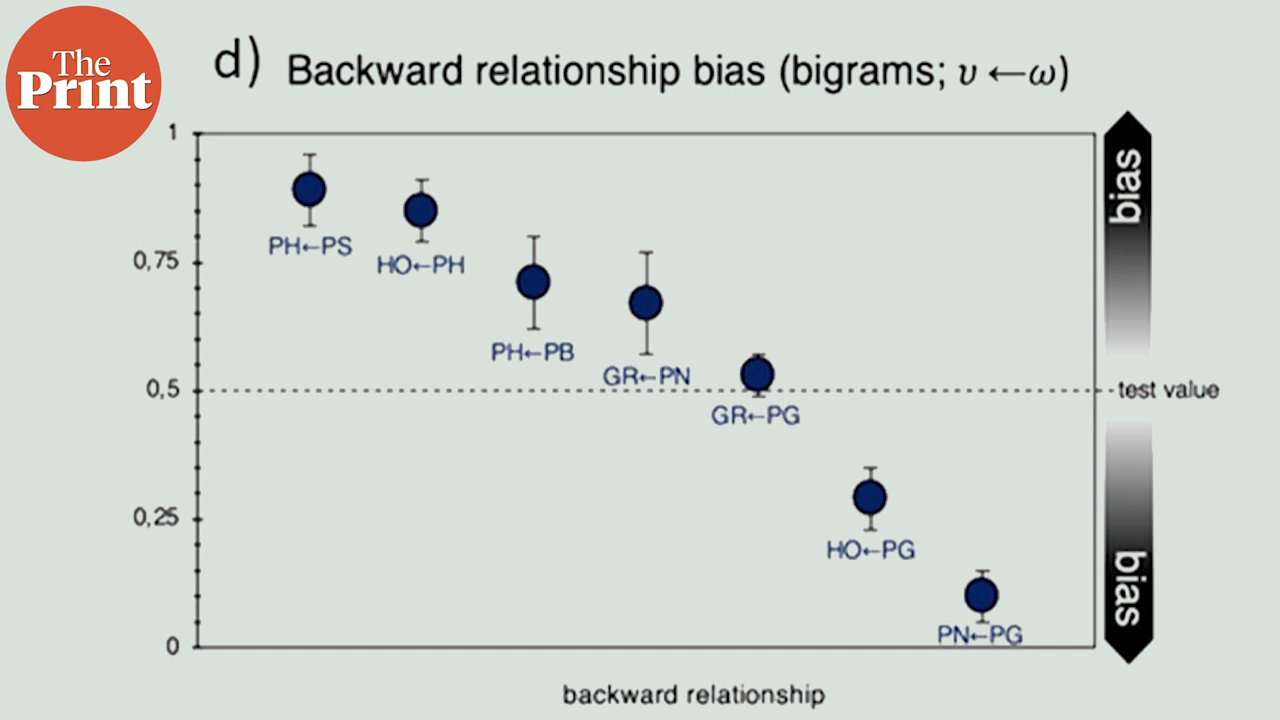 The
Print
d) Backward relationship bias (bigrams; υ ←ω)
1
0,75
0,5
0,25
0
PH←PS
HO←PH
PH←PB
GR←PN
GR←PG
HO←PG
PN←PG
test value
bias
bias
backward relationship